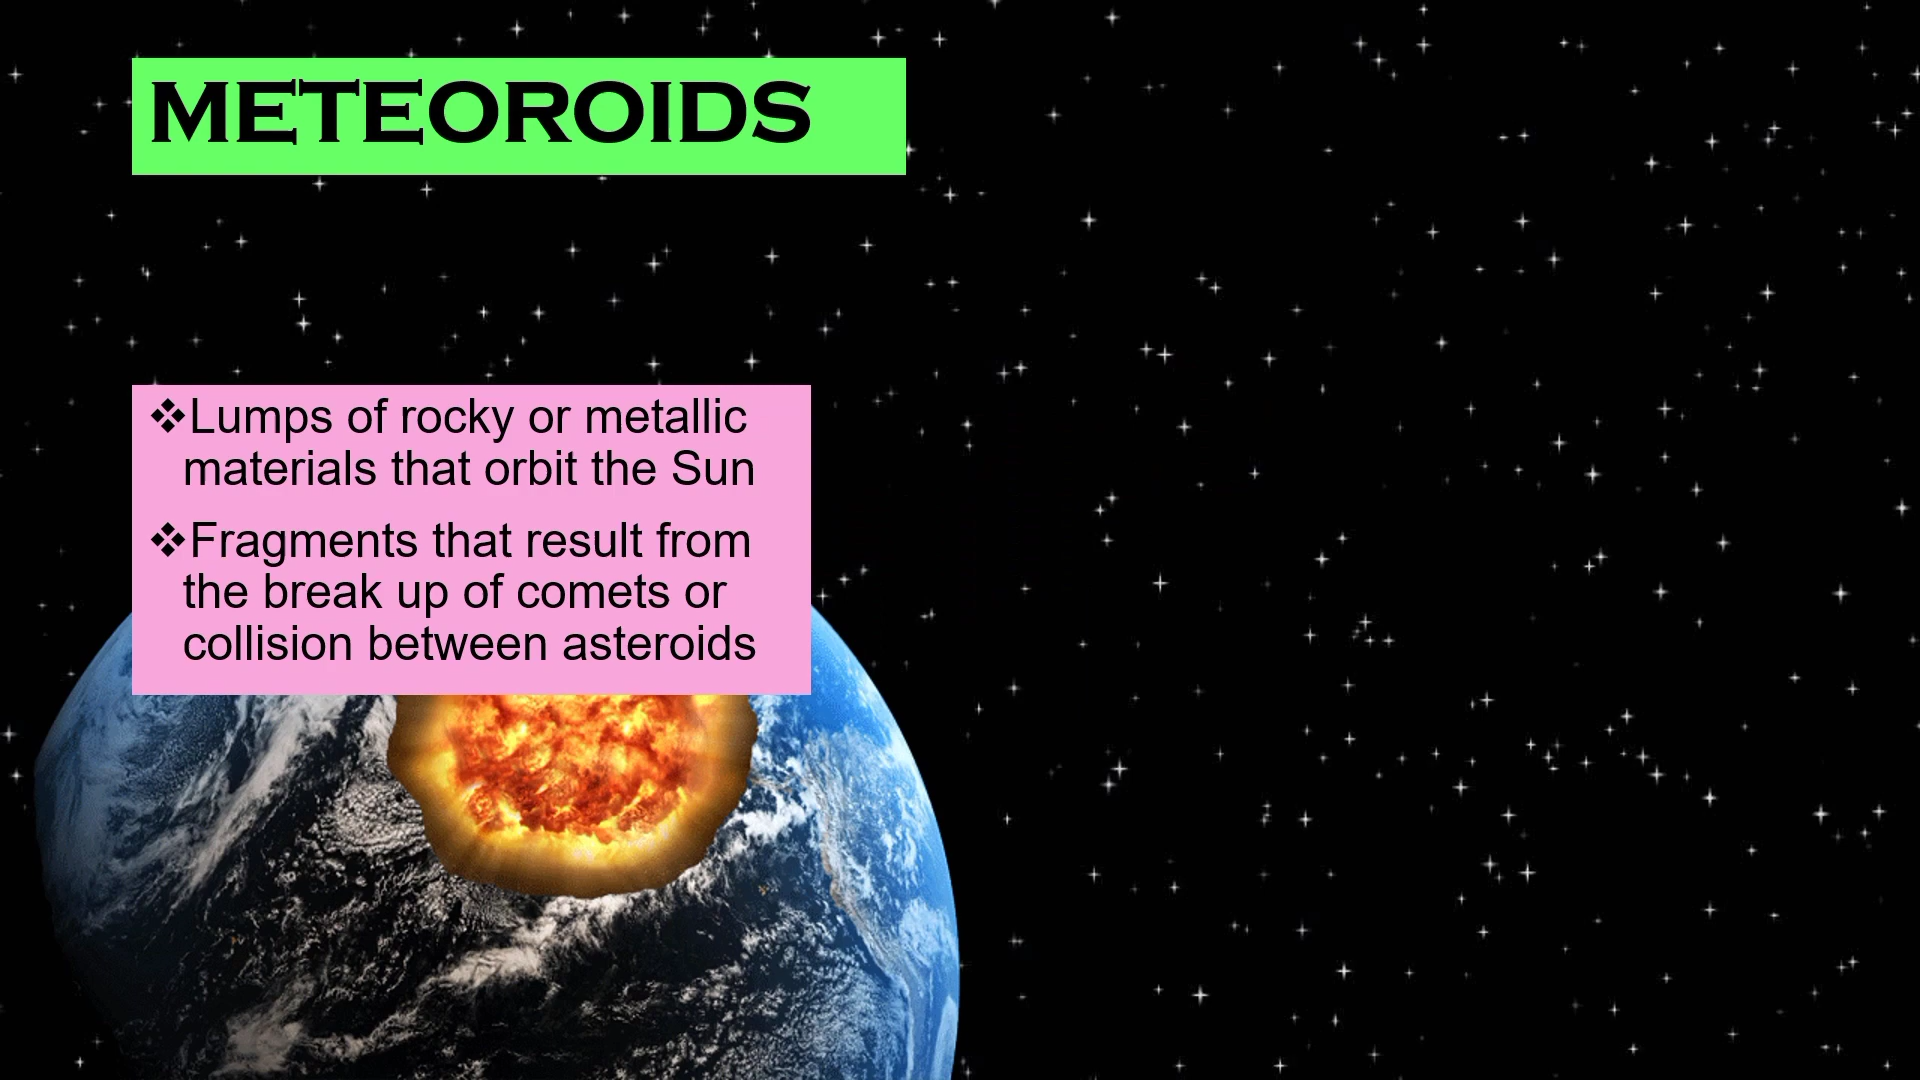 METEOROIDS
❖Lumps of rocky or metallic
materials that orbit the Sun
❖Fragments that result from
the break up of comets or
collision between asteroids